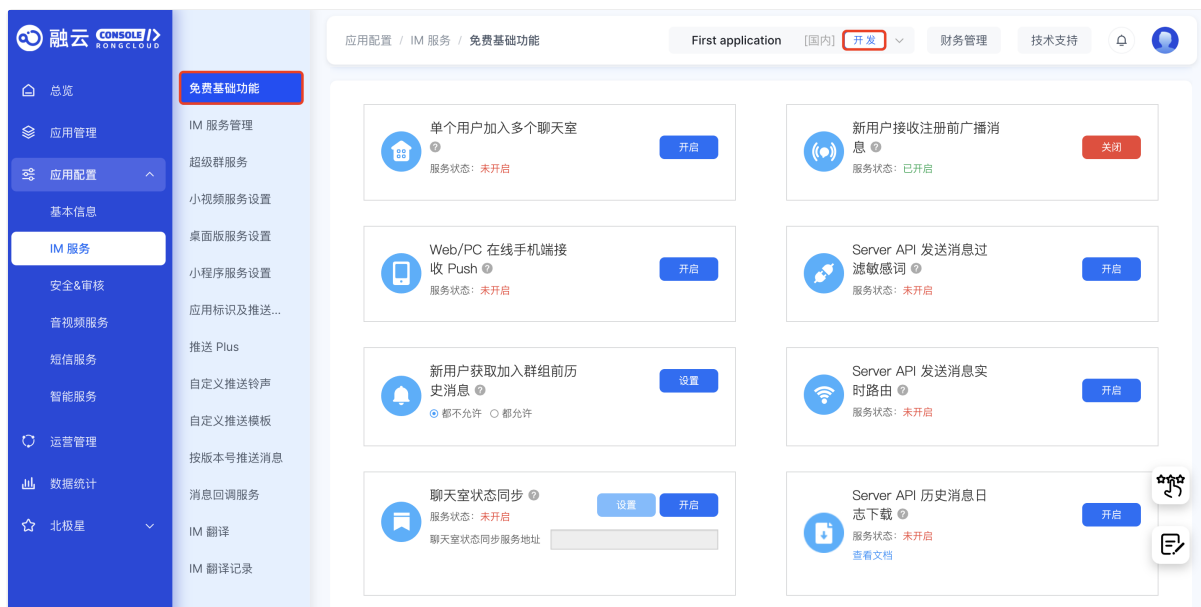 融云 CONSOLE
RONGCLOUD
总览
应用管理
应用配置
基本信息
IM 服务
安全&审核
音视频服务
短信服务
智能服务
运营管理
数据统计
北极星
免费基础功能
IM 服务管理
超级群服务
小视频服务设置
桌面版服务设置
小程序服务设置
应用标识及推送...
推送 Plus
自定义推送铃声
自定义推送模板
按版本号推送消息
消息回调服务
IM 翻译
IM 翻译记录
应用配置 / IM 服务 / 免费基础功能
First application [国内] 开发
财务管理
技术支持
单个用户加入多个聊天室
服务状态：未开启
开启
新用户接收注册前广播消
息
服务状态：已开启
关闭
Web/PC 在线手机端接
收 Push
服务状态：未开启
开启
Server API 发送消息过
滤敏感词
服务状态：未开启
开启
新用户获取加入群组前历
史消息
都不允许 都允许
设置
Server API 发送消息实
时路由
服务状态：未开启
开启
聊天室状态同步
服务状态：未开启
聊天室状态同步服务地址
设置
开启
Server API 历史消息日
志下载
服务状态：未开启
查看文档
开启